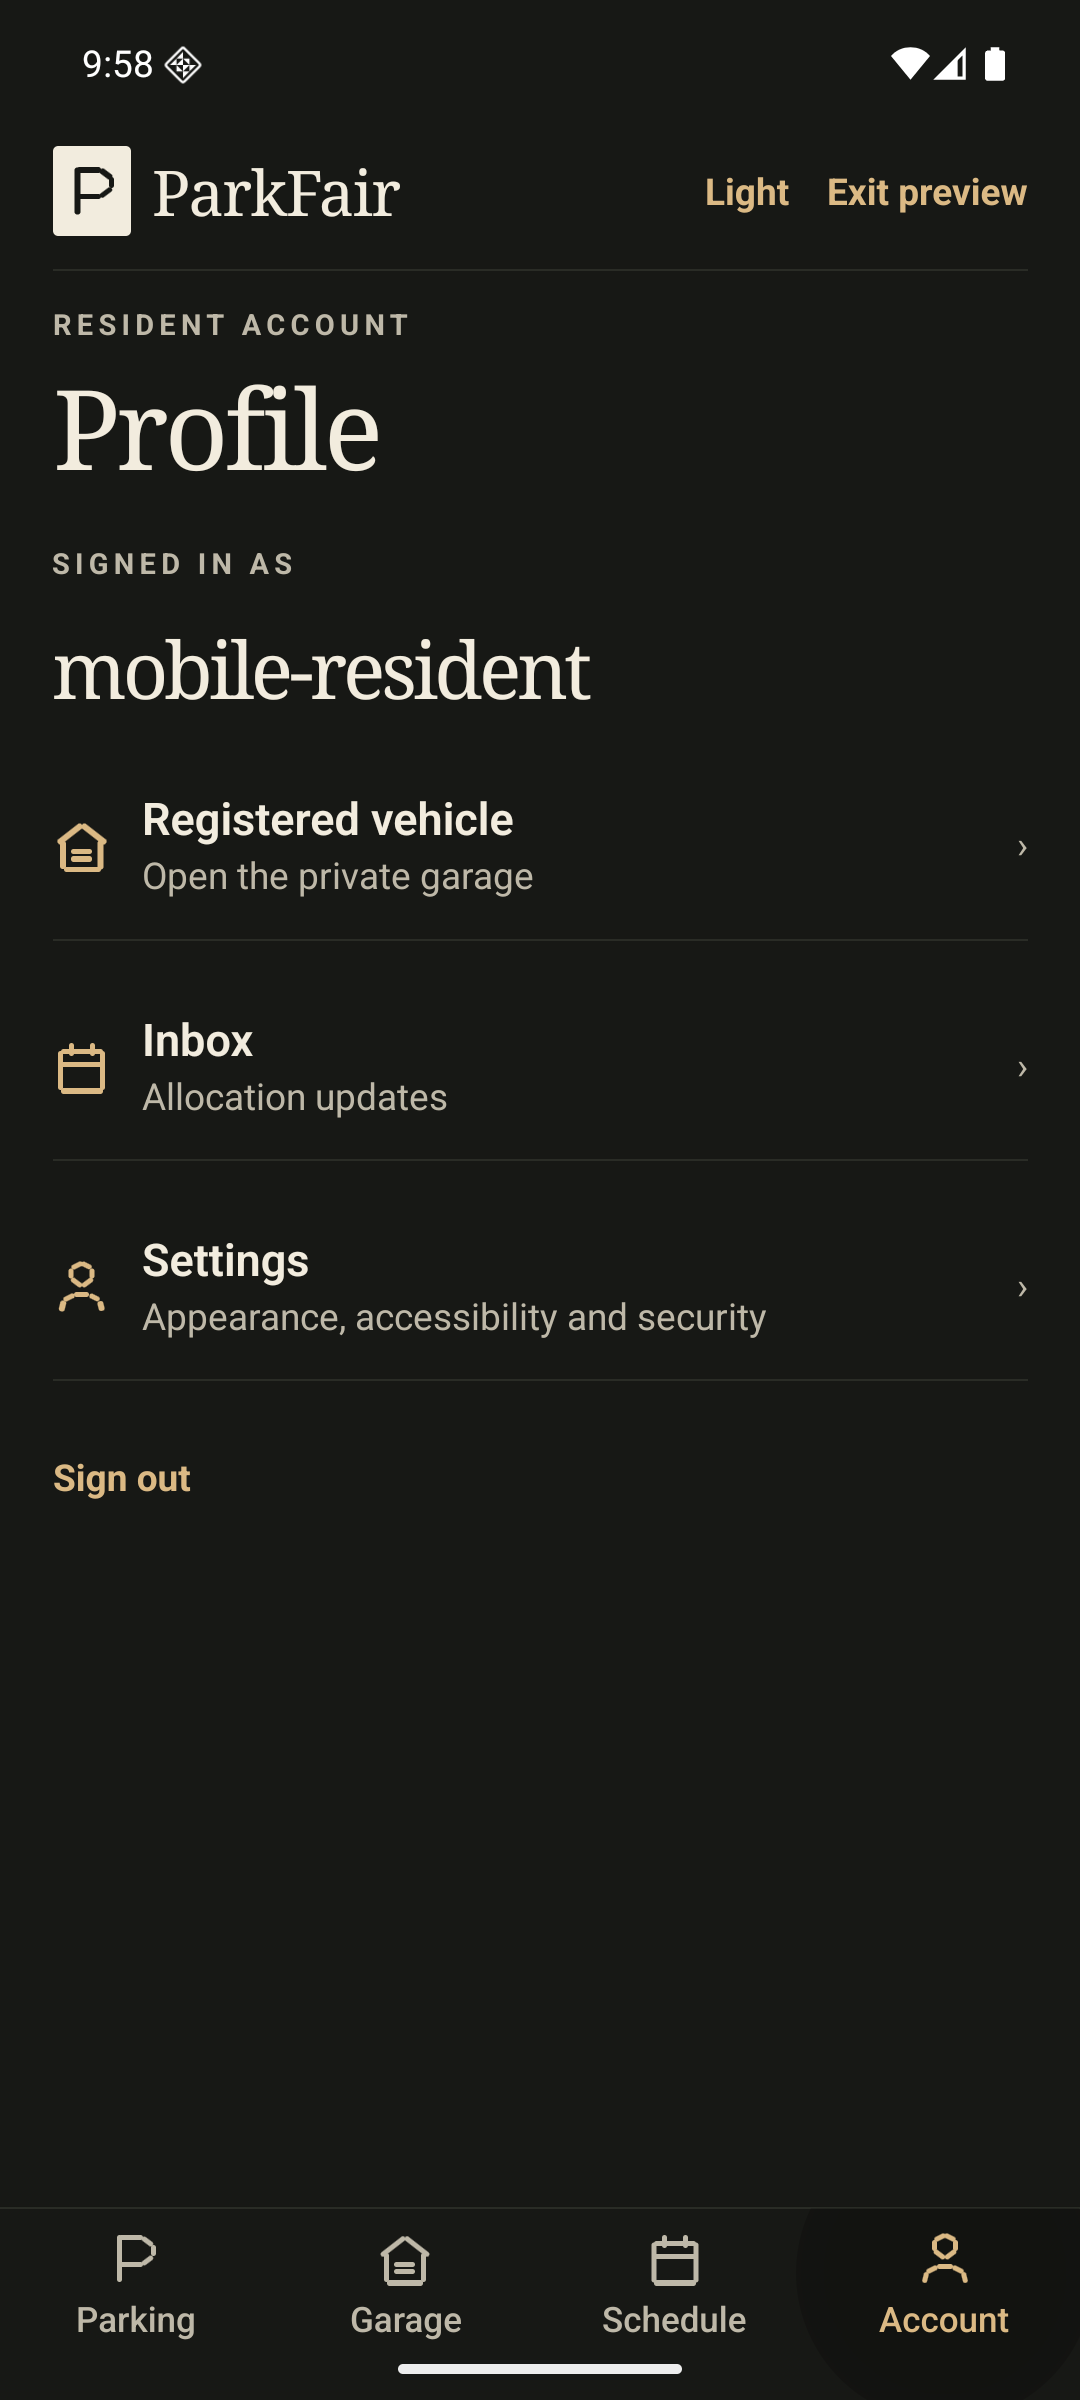 9:58
ParkFair
Light Exit preview
RESIDENT ACCOUNT
Profile
SIGNED IN AS
mobile-resident
Registered vehicle
Open the private garage
Inbox
Allocation updates
Settings
Appearance, accessibility and security
Sign out
Parking Garage Schedule Account